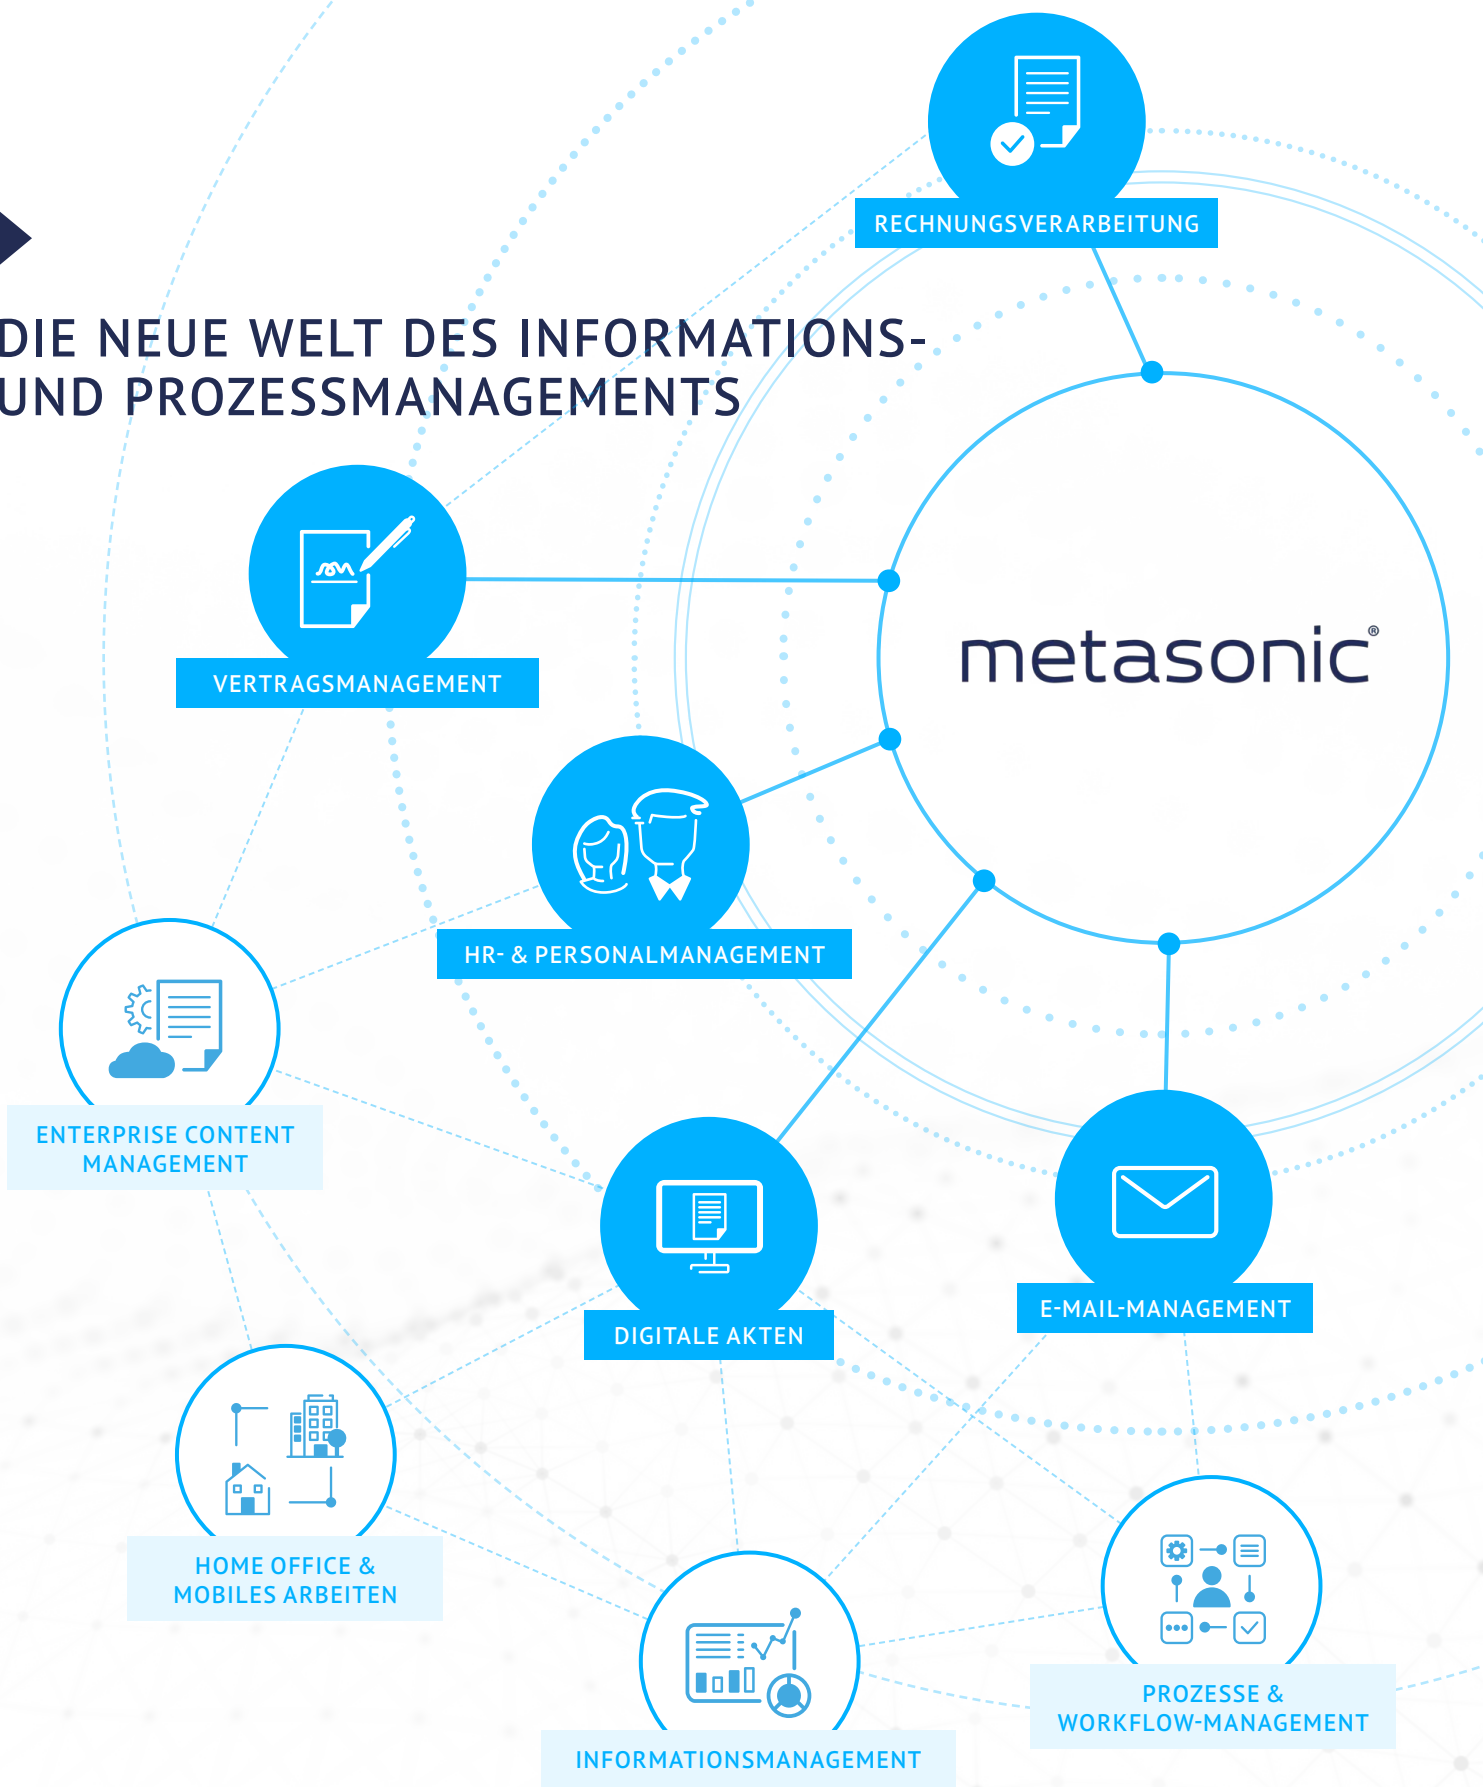 RECHNUNGSVERARBEITUNG
DIE NEUE WELT DES INFORMATIONS-
UND PROZESSMANAGEMENTS
metasonic®
VERTRAGSMANAGEMENT
HR- & PERSONALMANAGEMENT
ENTERPRISE CONTENT
MANAGEMENT
E-MAIL-MANAGEMENT
DIGITALE AKTEN
HOME OFFICE &
MOBILES ARBEITEN
PROZESSE &
WORKFLOW-MANAGEMENT
INFORMATIONSMANAGEMENT